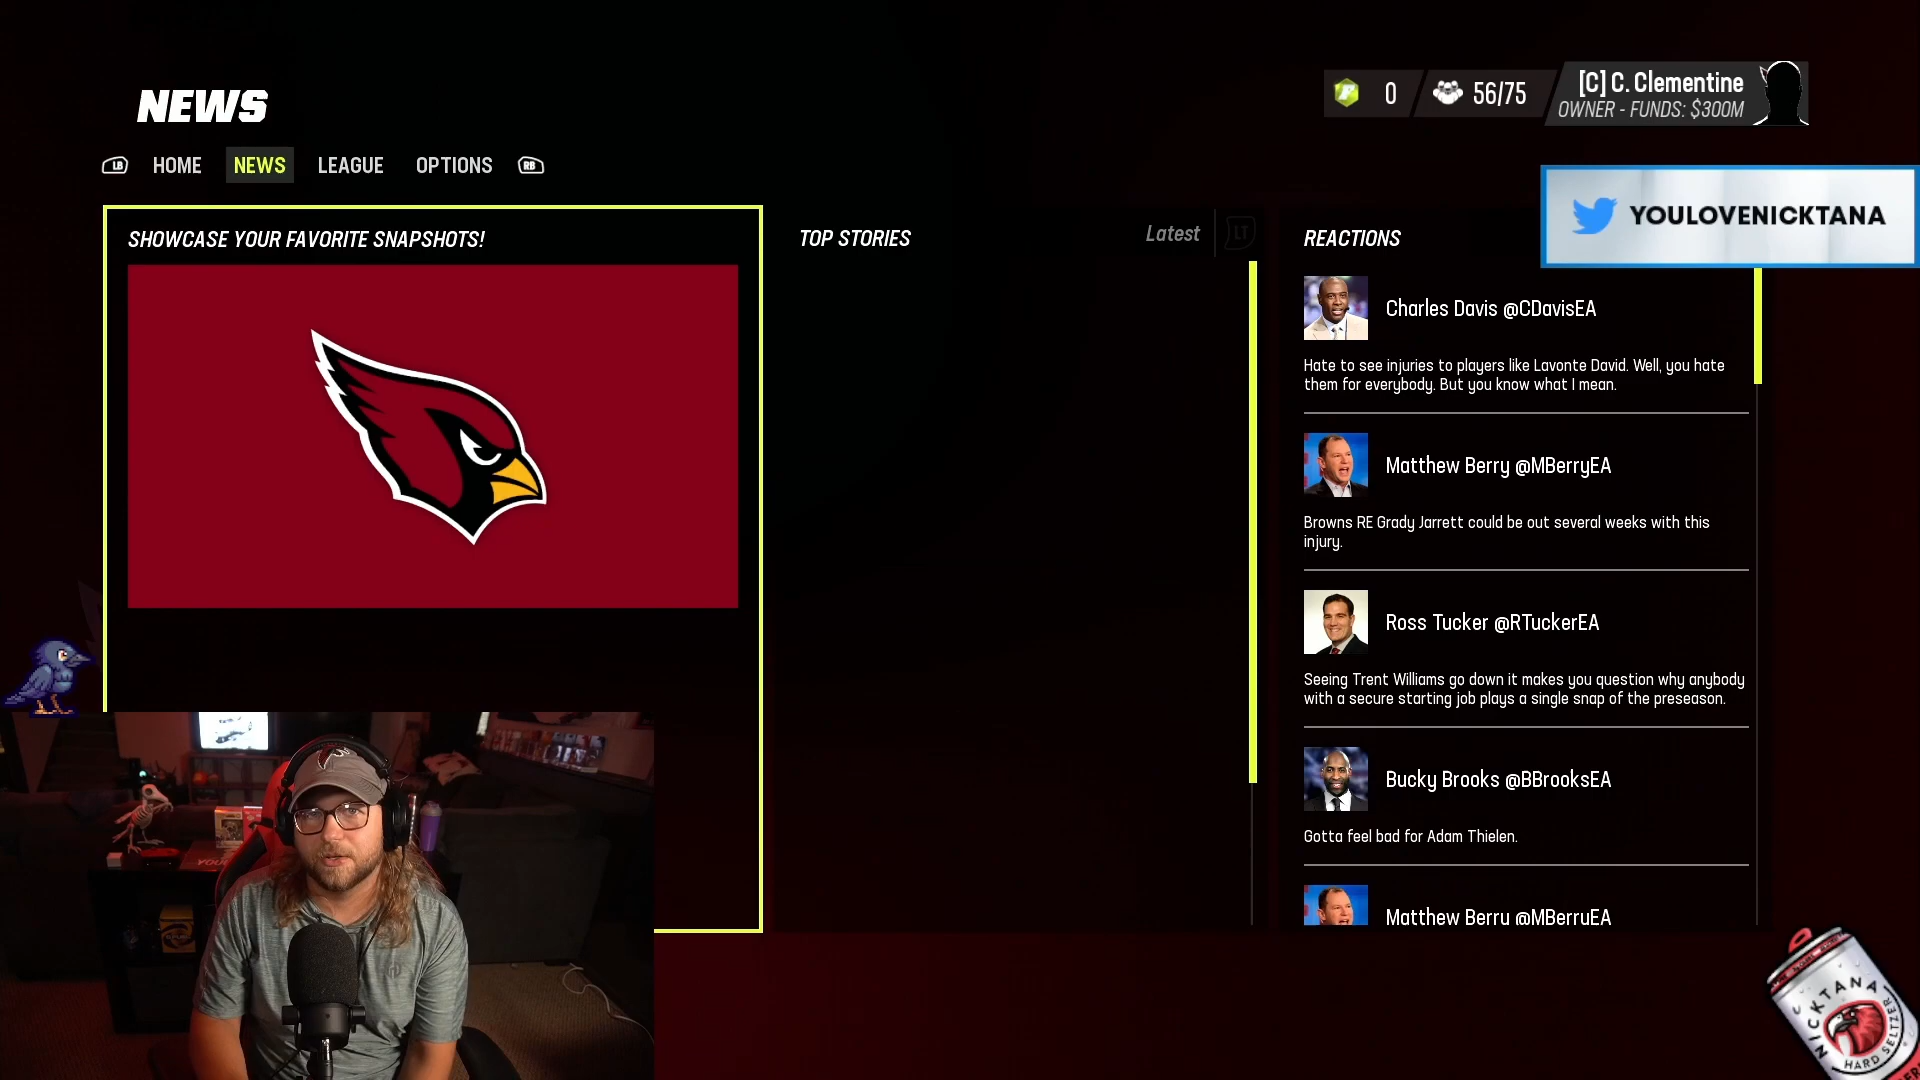 NEWS
0
56/75
[C] C. Clementine
OWNER - FUNDS: $300M
LB
HOME
NEWS
LEAGUE
OPTIONS
RB
YOULOVENICKTANA
SHOWCASE YOUR FAVORITE SNAPSHOTS!
TOP STORIES
Latest
LT
REACTIONS
Charles Davis @CDavisEA
Hate to see injuries to players like Lavonte David. Well, you hate
them for everybody. But you know what I mean.
Matthew Berry @MBerryEA
Browns RE Grady Jarrett could be out several weeks with this
injury.
Ross Tucker @RTuckerEA
Seeing Trent Williams go down it makes you question why anybody
with a secure starting job plays a single snap of the preseason.
Bucky Brooks @BBrooksEA
Gotta feel bad for Adam Thielen.
Matthew Berry @MBerryEA
NICKTANA
HARD SELTZER